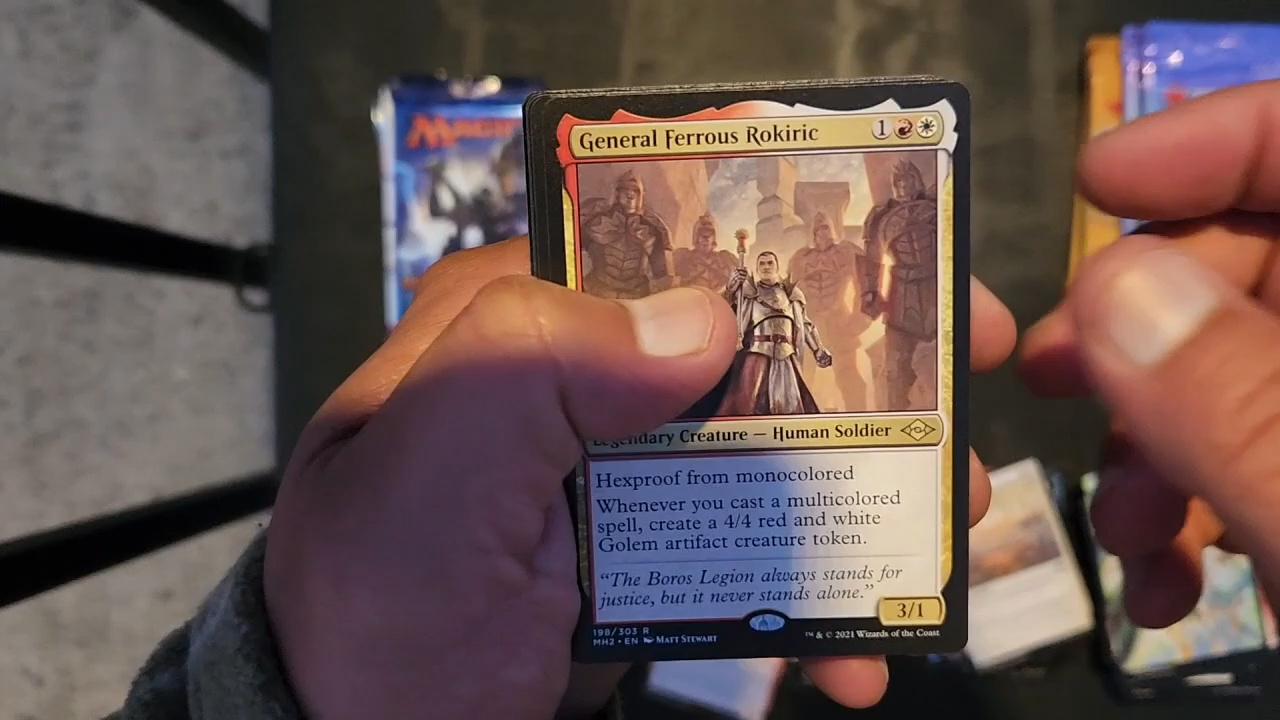 MAGIC
General Ferrous Rokiric 1
Legendary Creature — Human Soldier
Hexproof from monocolored
Whenever you cast a multicolored
spell, create a 4/4 red and white
Golem artifact creature token.
“The Boros Legion always stands for
justice, but it never stands alone.”
3/1
198/303 R
MH2 • EN Matt Stewart
™ & © 2021 Wizards of the Coast